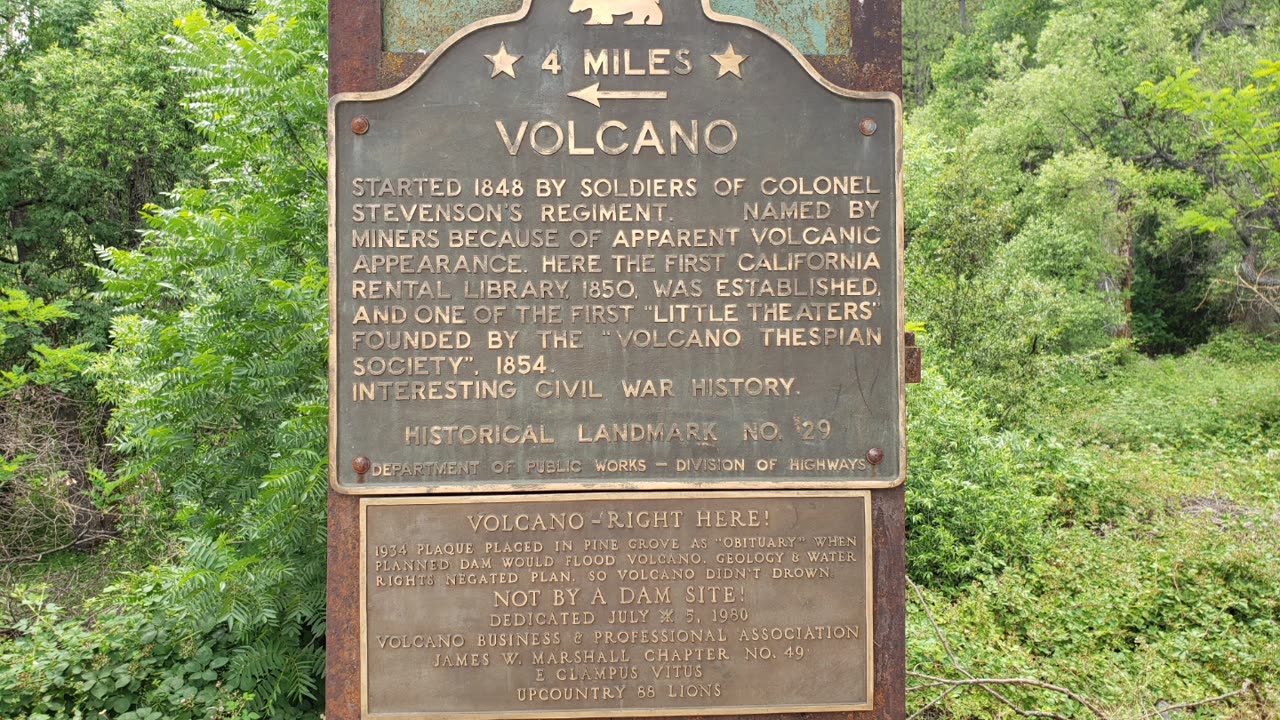 4 MILES
VOLCANO
STARTED 1848 BY SOLDIERS OF COLONEL
STEVENSON'S REGIMENT. NAMED BY
MINERS BECAUSE OF APPARENT VOLCANIC
APPEARANCE. HERE THE FIRST CALIFORNIA
RENTAL LIBRARY, 1850, WAS ESTABLISHED,
AND ONE OF THE FIRST "LITTLE THEATERS"
FOUNDED BY THE "VOLCANO THESPIAN
SOCIETY", 1854.
INTERESTING CIVIL WAR HISTORY.
HISTORICAL LANDMARK NO. 29
DEPARTMENT OF PUBLIC WORKS – DIVISION OF HIGHWAYS
VOLCANO – RIGHT HERE!
1934 PLAQUE PLACED IN PINE GROVE AS "OBITUARY" WHEN
PLANNED DAM WOULD FLOOD VOLCANO. GEOLOGY & WATER
RIGHTS NEGATED PLAN, SO VOLCANO DIDN'T DROWN.
NOT BY A DAM SITE!
DEDICATED JULY 5, 1980
VOLCANO BUSINESS & PROFESSIONAL ASSOCIATION
JAMES W. MARSHALL CHAPTER NO. 49
E CLAMPUS VITUS
UPCOUNTRY 88 LIONS